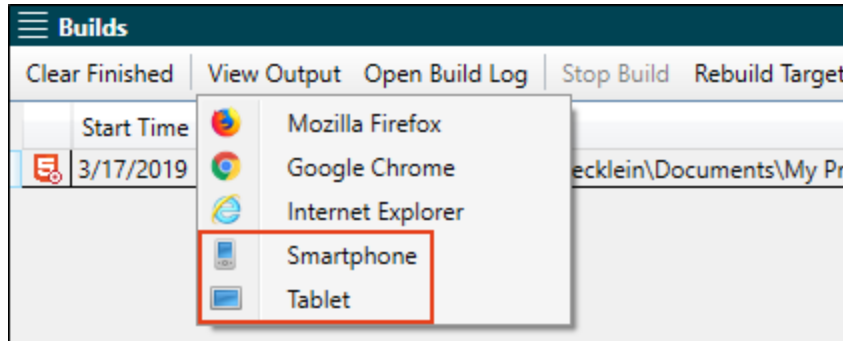 Builds
Clear Finished View Output Open Build Log Stop Build Rebuild Target
Start Time
3/17/2019 ecklein\Documents\My Pr
Mozilla Firefox
Google Chrome
Internet Explorer
Smartphone
Tablet